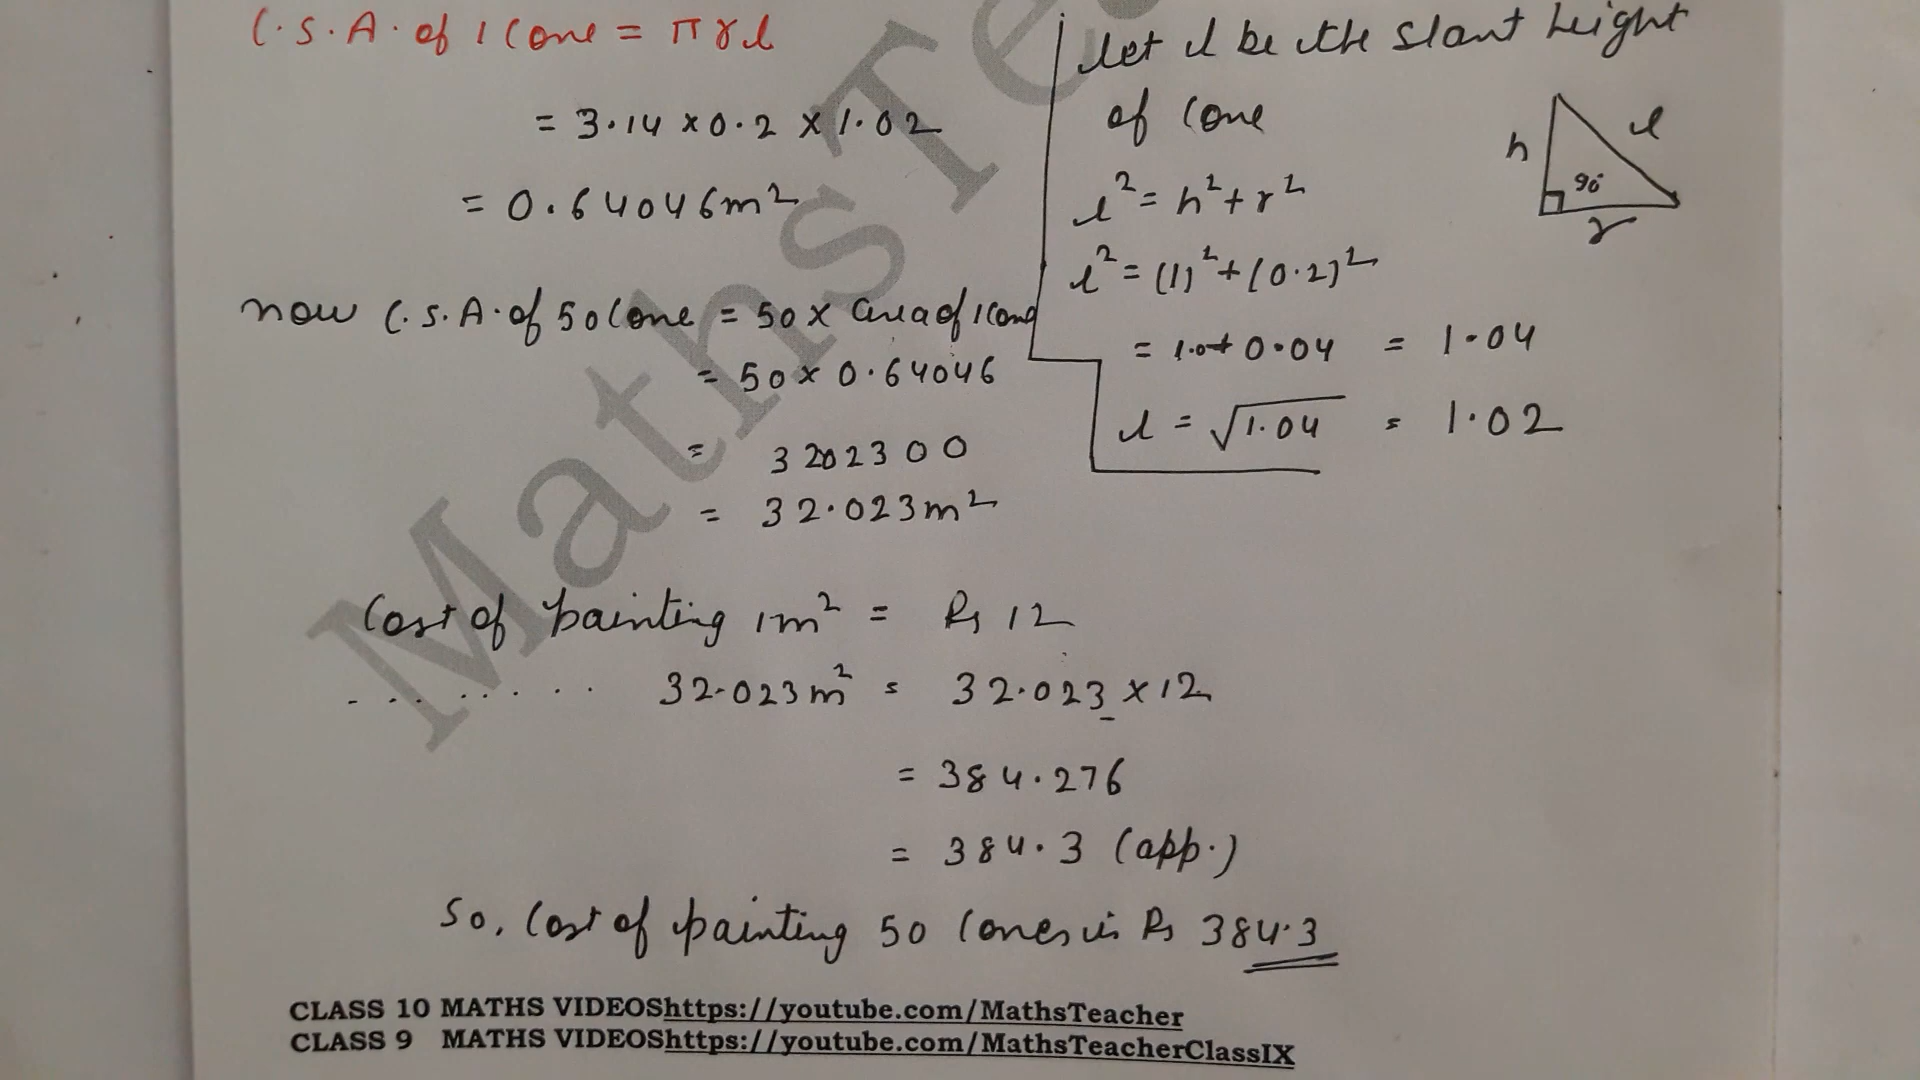 C.S.A. of 1 Cone = πrl
= 3.14 × 0.2 × 1.02
= 0.64046m²
now C.S.A. of 50 Cone = 50 × area of 1 Cone
= 50 × 0.64046
= 3202300
= 32.023m²
let l be the slant height
of Cone
h
l
90°
r
l² = h² + r²
l² = (1)² + (0.2)²
= 1.0 + 0.04 = 1.04
l = √1.04 = 1.02
Cost of painting 1m² = Rs 12
- . . . . . . . 32.023m² = 32.023 × 12
= 384.276
= 384.3 (app.)
So, Cost of painting 50 Cones is Rs 384.3
CLASS 10 MATHS VIDEOShttps://youtube.com/MathsTeacher
CLASS 9 MATHS VIDEOShttps://youtube.com/MathsTeacherClassIX